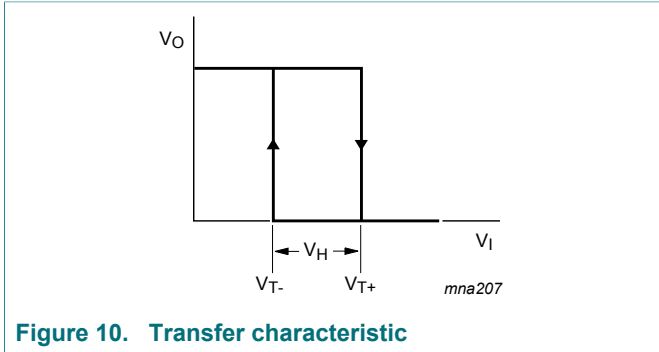 VO
VH
VI
VT-
VT+
mna207
Figure 10. Transfer characteristic